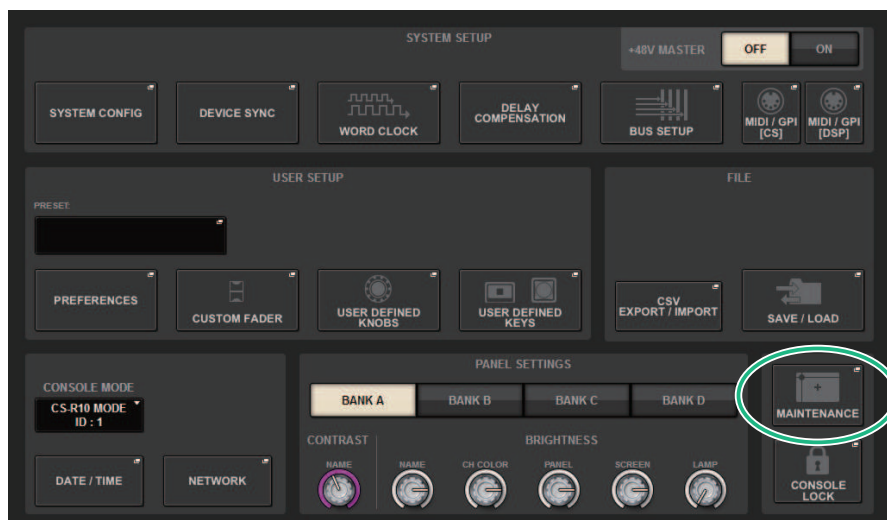 SYSTEM SETUP
+48V MASTER
OFF
ON
SYSTEM CONFIG
DEVICE SYNC
WORD CLOCK
DELAY
COMPENSATION
BUS SETUP
MIDI / GPI
[CS]
MIDI / GPI
[DSP]
USER SETUP
FILE
PRESET
PREFERENCES
CUSTOM FADER
USER DEFINED
KNOBS
USER DEFINED
KEYS
CSV
EXPORT / IMPORT
SAVE / LOAD
CONSOLE MODE
CS-R10 MODE
ID : 1
DATE / TIME
NETWORK
PANEL SETTINGS
BANK A
BANK B
BANK C
BANK D
CONTRAST
BRIGHTNESS
NAME
NAME
CH COLOR
PANEL
SCREEN
LAMP
MAINTENANCE
CONSOLE
LOCK